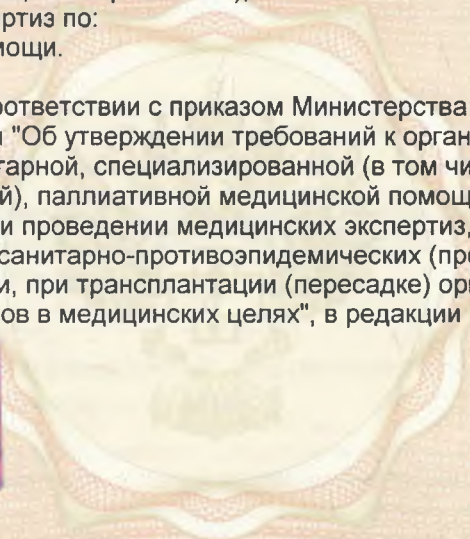 ртиз по:
мощи.
ответствии с приказом Министерства
и "Об утверждении требований к орган
тарной, специализированной (в том чи
й), паллиативной медицинской помощ
и проведении медицинских экспертиз,
санитарно-противоэпидемических (пр
и, при трансплантации (пересадке) ор
ов в медицинских целях", в редакции